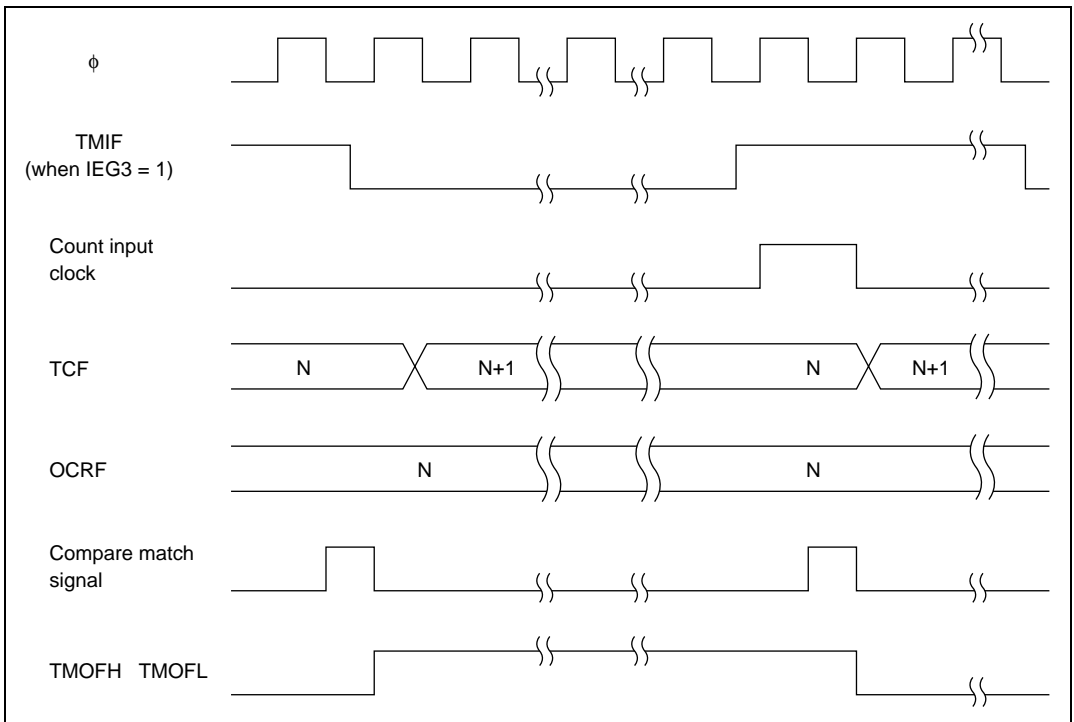 φ
TMIF
(when IEG3 = 1)
Count input
clock
TCF N N+1 N N+1
OCRF N N
Compare match
signal
TMOFH TMOFL